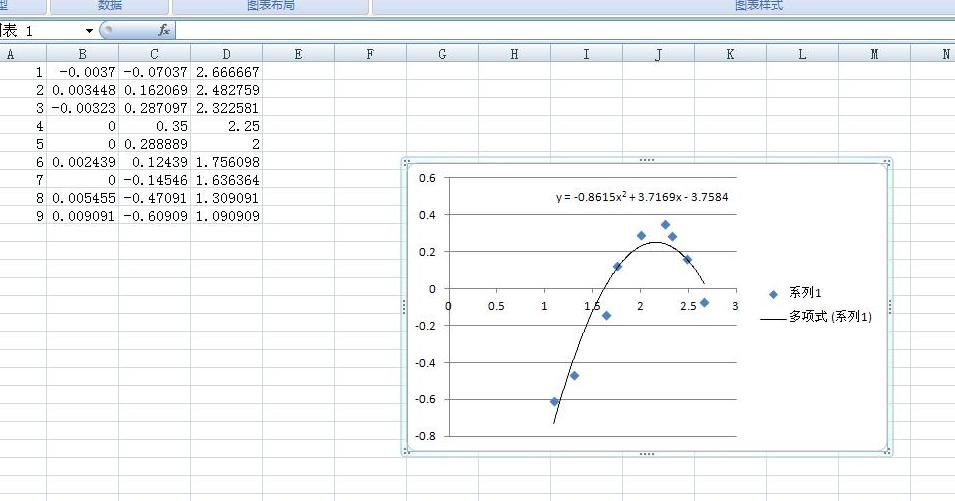 型 数据 图表布局 图表样式
表 1 fx
A B C D E F G H I J K L M N
1 -0.0037 -0.07037 2.666667
2 0.003448 0.162069 2.482759
3 -0.00323 0.287097 2.322581
4 0 0.35 2.25
5 0 0.288889 2
6 0.002439 0.12439 1.756098
7 0 -0.14546 1.636364
8 0.005455 -0.47091 1.309091
9 0.009091 -0.60909 1.090909
y = -0.8615x² + 3.7169x - 3.7584
0.6
0.4
0.2
0
-0.2
-0.4
-0.6
-0.8
0 0.5 1 1.5 2 2.5 3
系列1
多项式 (系列1)